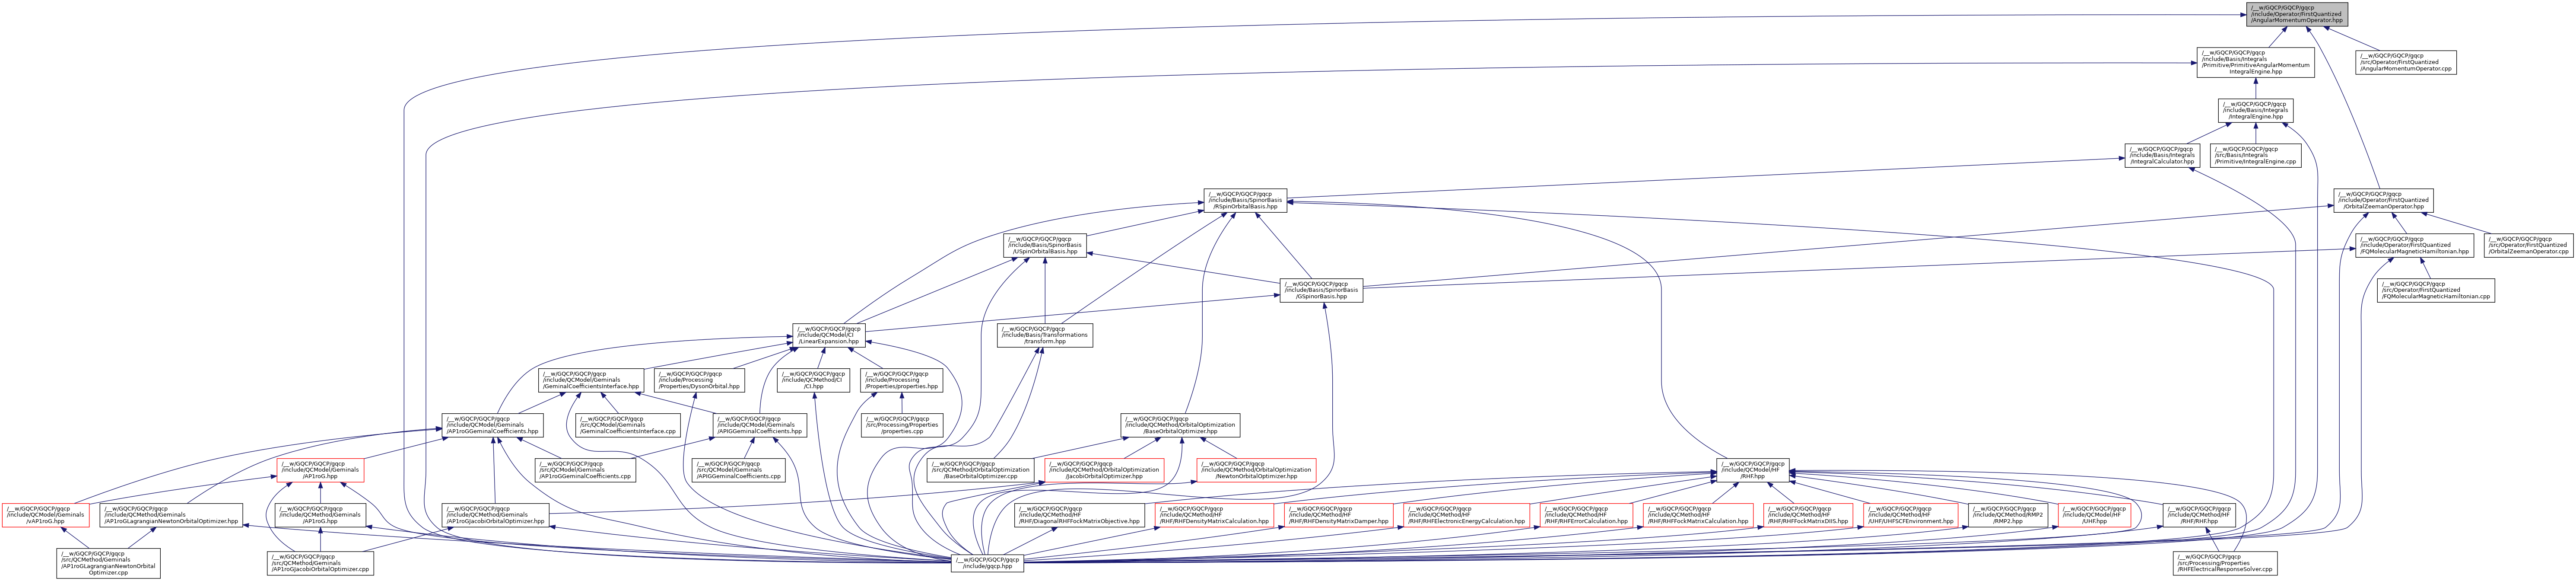 /__w/GQCP/GQCP/gqcp
/include/Operator/FirstQuantized
/AngularMomentumOperator.hpp
/__w/GQCP/GQCP/gqcp
/include/Basis/Integrals
/Primitive/PrimitiveAngularMomentum
IntegralEngine.hpp
/__w/GQCP/GQCP/gqcp
/src/Operator/FirstQuantized
/AngularMomentumOperator.cpp
/__w/GQCP/GQCP/gqcp
/include/Basis/Integrals
/IntegralEngine.hpp
/__w/GQCP/GQCP/gqcp
/include/Basis/Integrals
/IntegralCalculator.hpp
/__w/GQCP/GQCP/gqcp
/src/Basis/Integrals
/Primitive/IntegralEngine.cpp
/__w/GQCP/GQCP/gqcp
/include/Basis/SpinorBasis
/RSpinOrbitalBasis.hpp
/__w/GQCP/GQCP/gqcp
/include/Operator/FirstQuantized
/OrbitalZeemanOperator.hpp
/__w/GQCP/GQCP/gqcp
/include/Basis/SpinorBasis
/USpinOrbitalBasis.hpp
/__w/GQCP/GQCP/gqcp
/include/Operator/FirstQuantized
/FQMolecularMagneticHamiltonian.hpp
/__w/GQCP/GQCP/gqcp
/src/Operator/FirstQuantized
/OrbitalZeemanOperator.cpp
/__w/GQCP/GQCP/gqcp
/include/Basis/SpinorBasis
/GSpinorBasis.hpp
/__w/GQCP/GQCP/gqcp
/src/Operator/FirstQuantized
/FQMolecularMagneticHamiltonian.cpp
/__w/GQCP/GQCP/gqcp
/include/QCModel/CI
/LinearExpansion.hpp
/__w/GQCP/GQCP/gqcp
/include/Basis/Transformations
/transform.hpp
/__w/GQCP/GQCP/gqcp
/include/QCModel/Geminals
/GeminalCoefficientsInterface.hpp
/__w/GQCP/GQCP/gqcp
/include/Processing
/Properties/DysonOrbital.hpp
/__w/GQCP/GQCP/gqcp
/include/QCMethod/CI
/CI.hpp
/__w/GQCP/GQCP/gqcp
/include/Processing
/Properties/properties.hpp
/__w/GQCP/GQCP/gqcp
/include/QCModel/Geminals
/AP1roGGeminalCoefficients.hpp
/__w/GQCP/GQCP/gqcp
/src/QCModel/Geminals
/GeminalCoefficientsInterface.cpp
/__w/GQCP/GQCP/gqcp
/include/QCModel/Geminals
/APIGGeminalCoefficients.hpp
/__w/GQCP/GQCP/gqcp
/src/Processing/Properties
/properties.cpp
/__w/GQCP/GQCP/gqcp
/include/QCMethod/OrbitalOptimization
/BaseOrbitalOptimizer.hpp
/__w/GQCP/GQCP/gqcp
/include/QCModel/Geminals
/AP1roG.hpp
/__w/GQCP/GQCP/gqcp
/src/QCModel/Geminals
/AP1roGGeminalCoefficients.cpp
/__w/GQCP/GQCP/gqcp
/src/QCModel/Geminals
/APIGGeminalCoefficients.cpp
/__w/GQCP/GQCP/gqcp
/src/QCMethod/OrbitalOptimization
/BaseOrbitalOptimizer.cpp
/__w/GQCP/GQCP/gqcp
/include/QCMethod/OrbitalOptimization
/JacobiOrbitalOptimizer.hpp
/__w/GQCP/GQCP/gqcp
/include/QCMethod/OrbitalOptimization
/NewtonOrbitalOptimizer.hpp
/__w/GQCP/GQCP/gqcp
/include/QCModel/HF
/RHF.hpp
/__w/GQCP/GQCP/gqcp
/include/QCModel/Geminals
/vAP1roG.hpp
/__w/GQCP/GQCP/gqcp
/include/QCMethod/Geminals
/AP1roGLagrangianNewtonOrbitalOptimizer.hpp
/__w/GQCP/GQCP/gqcp
/include/QCMethod/Geminals
/AP1roG.hpp
/__w/GQCP/GQCP/gqcp
/include/QCMethod/Geminals
/AP1roGJacobiOrbitalOptimizer.hpp
/__w/GQCP/GQCP/gqcp
/include/QCMethod/HF
/RHF/DiagonalRHFFockMatrixObjective.hpp
/__w/GQCP/GQCP/gqcp
/include/QCMethod/HF
/RHF/RHFDensityMatrixCalculation.hpp
/__w/GQCP/GQCP/gqcp
/include/QCMethod/HF
/RHF/RHFDensityMatrixDamper.hpp
/__w/GQCP/GQCP/gqcp
/include/QCMethod/HF
/RHF/RHFElectronicEnergyCalculation.hpp
/__w/GQCP/GQCP/gqcp
/include/QCMethod/HF
/RHF/RHFErrorCalculation.hpp
/__w/GQCP/GQCP/gqcp
/include/QCMethod/HF
/RHF/RHFFockMatrixCalculation.hpp
/__w/GQCP/GQCP/gqcp
/include/QCMethod/HF
/RHF/RHFFockMatrixDIIS.hpp
/__w/GQCP/GQCP/gqcp
/include/QCMethod/HF
/UHF/UHFSCFEnvironment.hpp
/__w/GQCP/GQCP/gqcp
/include/QCMethod/RMP2
/RMP2.hpp
/__w/GQCP/GQCP/gqcp
/include/QCModel/HF
/UHF.hpp
/__w/GQCP/GQCP/gqcp
/include/QCMethod/HF
/RHF/RHF.hpp
/__w/GQCP/GQCP/gqcp
/src/QCMethod/Geminals
/AP1roGLagrangianNewtonOrbital
Optimizer.cpp
/__w/GQCP/GQCP/gqcp
/src/QCMethod/Geminals
/AP1roGJacobiOrbitalOptimizer.cpp
/__w/GQCP/GQCP/gqcp
/include/gqcp.hpp
/__w/GQCP/GQCP/gqcp
/src/Processing/Properties
/RHFElectricalResponseSolver.cpp